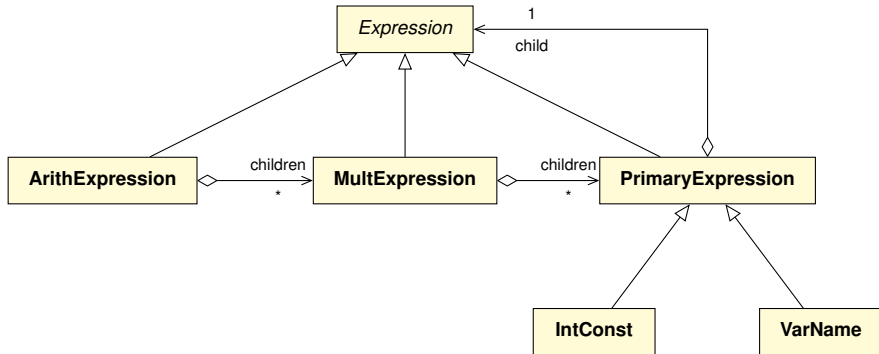 Expression
1
child
ArithExpression
children
*
MultExpression
children
*
PrimaryExpression
IntConst
VarName